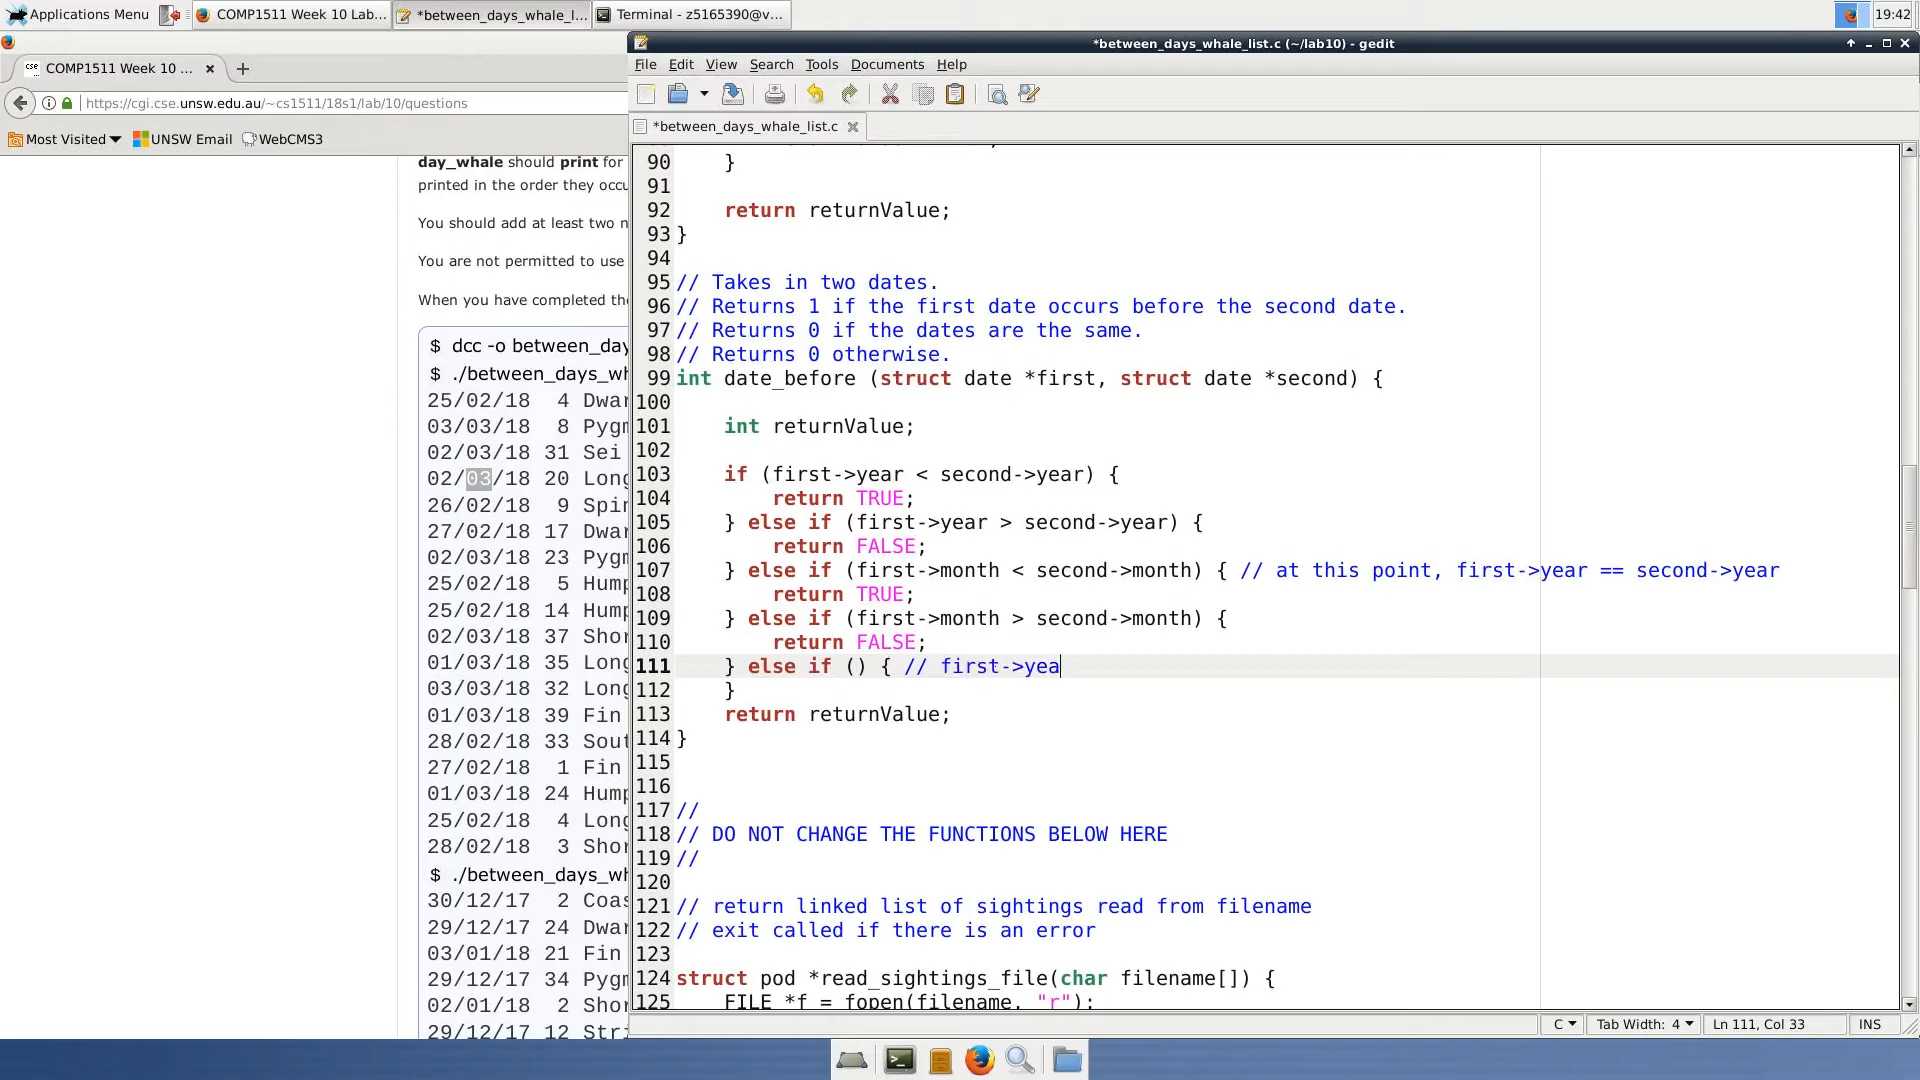 Applications Menu
COMP1511 Week 10 Lab...
*between_days_whale_l...
Terminal - z5165390@v...
19:42
COMP1511 Week 10 ...
https://cgi.cse.unsw.edu.au/~cs1511/18s1/lab/10/questions
Most Visited
UNSW Email
WebCMS3
day_whale should print for
printed in the order they occu
You should add at least two n
You are not permitted to use
When you have completed the
$ dcc -o between_day
$ ./between_days_wh
25/02/18 4 Dwar
03/03/18 8 Pygm
02/03/18 31 Sei
02/03/18 20 Long
26/02/18 9 Spin
27/02/18 17 Dwar
02/03/18 23 Pygm
25/02/18 5 Hump
25/02/18 14 Hump
02/03/18 37 Shor
01/03/18 35 Long
03/03/18 32 Long
01/03/18 39 Fin
28/02/18 33 Sout
27/02/18 1 Fin
01/03/18 24 Hump
25/02/18 4 Long
28/02/18 3 Shor
$ ./between_days_wh
30/12/17 2 Coas
29/12/17 24 Dwar
03/01/18 21 Fin
29/12/17 34 Pygm
02/01/18 2 Shor
29/12/17 12 Stri
*between_days_whale_list.c (~/lab10) - gedit
File Edit View Search Tools Documents Help
*between_days_whale_list.c
90 }
91
92 return returnValue;
93 }
94
95 // Takes in two dates.
96 // Returns 1 if the first date occurs before the second date.
97 // Returns 0 if the dates are the same.
98 // Returns 0 otherwise.
99 int date_before (struct date *first, struct date *second) {
100
101 int returnValue;
102
103 if (first->year < second->year) {
104 return TRUE;
105 } else if (first->year > second->year) {
106 return FALSE;
107 } else if (first->month < second->month) { // at this point, first->year == second->year
108 return TRUE;
109 } else if (first->month > second->month) {
110 return FALSE;
111 } else if () { // first->yea
112 }
113 return returnValue;
114 }
115
116
117 //
118 // DO NOT CHANGE THE FUNCTIONS BELOW HERE
119 //
120
121 // return linked list of sightings read from filename
122 // exit called if there is an error
123
124 struct pod *read_sightings_file(char filename[]) {
125 FILE *f = fopen(filename, "r");
C
Tab Width: 4
Ln 111, Col 33
INS